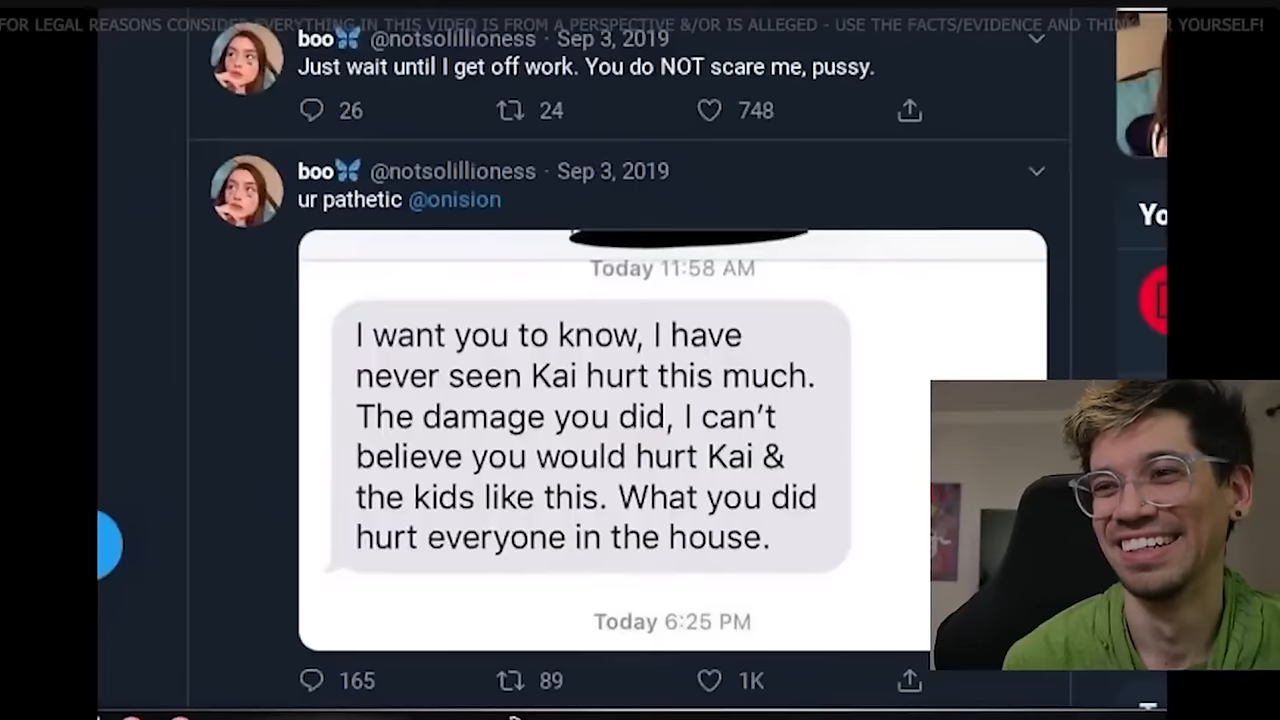 FOR LEGAL REASONS CONSIDER EVERYTHING IN THIS VIDEO IS FROM A PERSPECTIVE &/OR IS ALLEGED - USE THE FACTS/EVIDENCE AND THINK FOR YOURSELF!
boo🦋 @notsolillioness · Sep 3, 2019
Just wait until I get off work. You do NOT scare me, pussy.
26 24 748
boo🦋 @notsolillioness · Sep 3, 2019
ur pathetic @onision
Today 11:58 AM
I want you to know, I have
never seen Kai hurt this much.
The damage you did, I can't
believe you would hurt Kai &
the kids like this. What you did
hurt everyone in the house.
Today 6:25 PM
165 89 1K
Yo